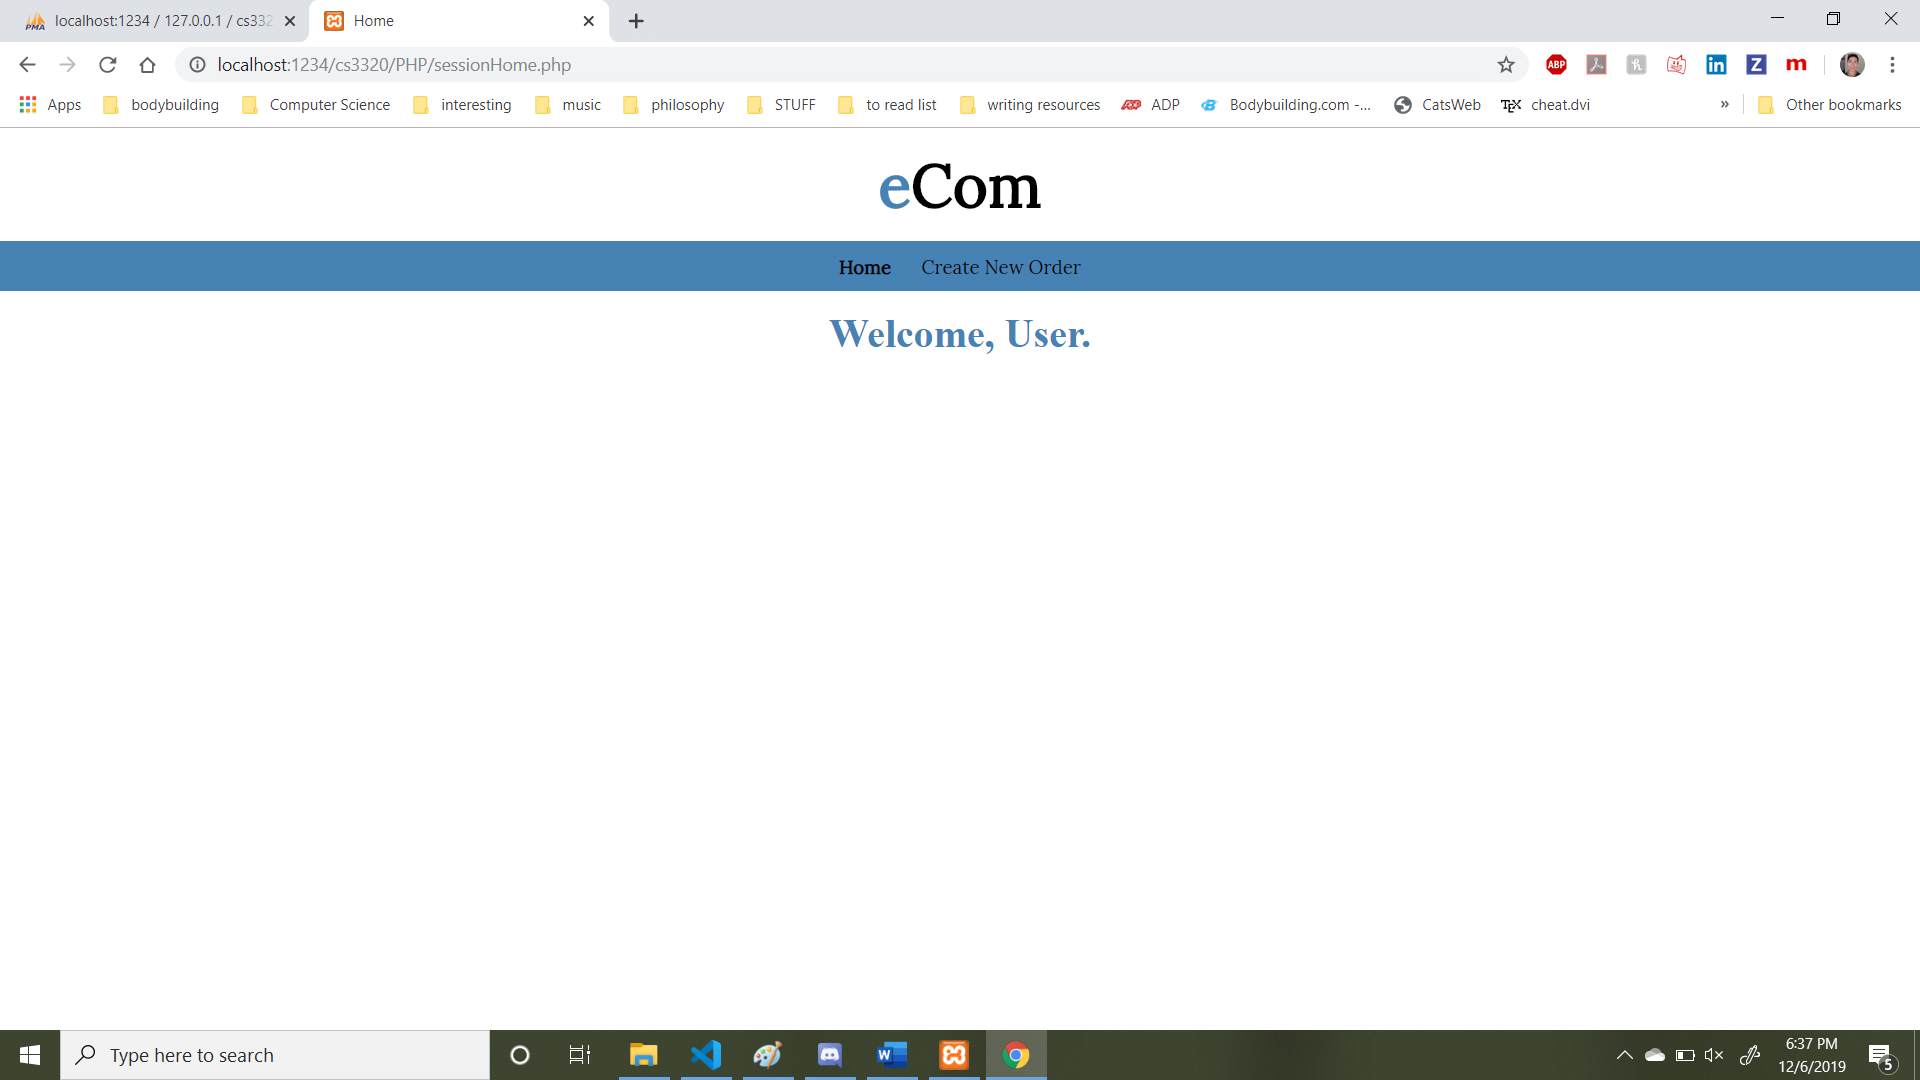 localhost:1234 / 127.0.0.1 / cs332
Home
localhost:1234/cs3320/PHP/sessionHome.php
ABP
in
Z
m
Apps bodybuilding Computer Science interesting music philosophy STUFF to read list writing resources ADP Bodybuilding.com -... CatsWeb cheat.dvi » Other bookmarks
eCom
Home Create New Order
Welcome, User.
Type here to search
6:37 PM
12/6/2019
5